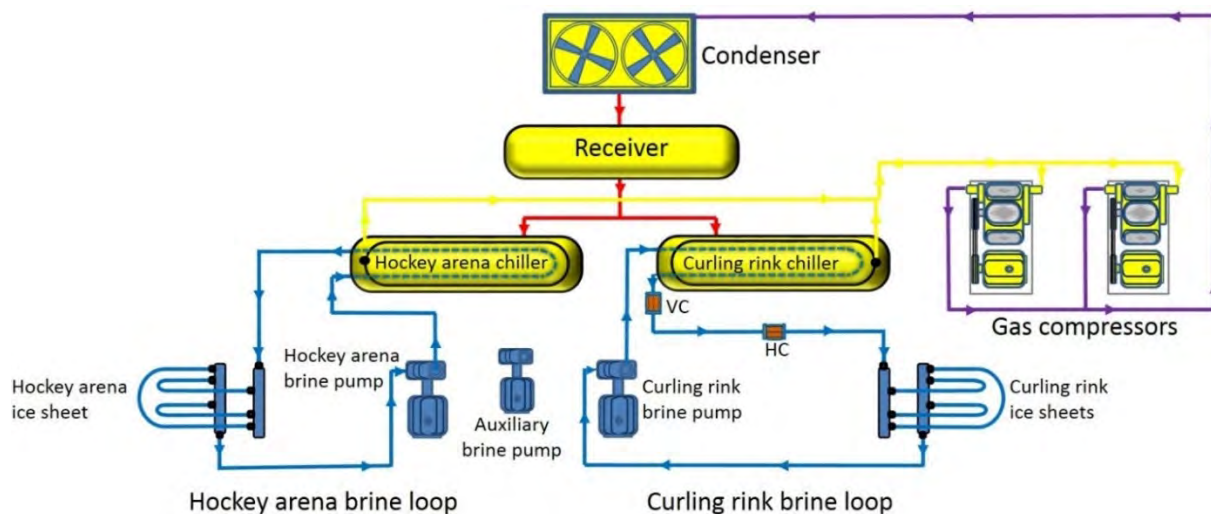 Condenser
Receiver
Hockey arena chiller
Curling rink chiller
VC
HC
Gas compressors
Hockey arena
brine pump
Hockey arena
ice sheet
Auxiliary
brine pump
Curling rink
brine pump
Curling rink
ice sheets
Hockey arena brine loop
Curling rink brine loop